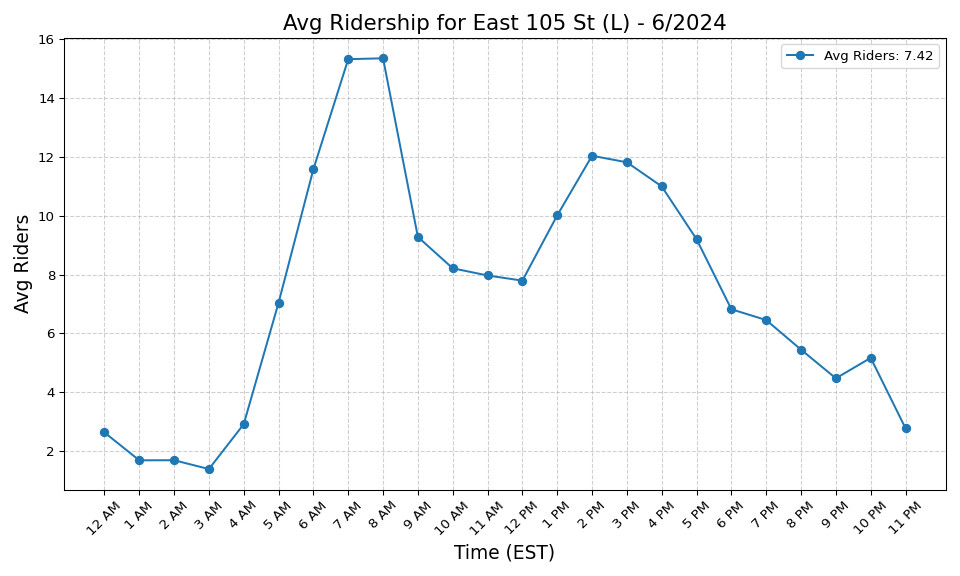 Avg Ridership for East 105 St (L) - 6/2024
Avg Riders: 7.42
Avg Riders
16
14
12
10
8
6
4
2
12 AM
1 AM
2 AM
3 AM
4 AM
5 AM
6 AM
7 AM
8 AM
9 AM
10 AM
11 AM
12 PM
1 PM
2 PM
3 PM
4 PM
5 PM
6 PM
7 PM
8 PM
9 PM
10 PM
11 PM
Time (EST)